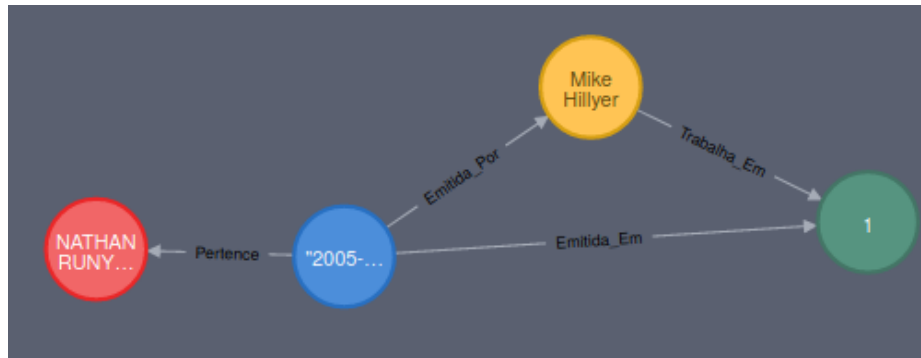 Mike
Hillyer
Emitida_Por
Trabalha_Em
NATHAN
RUNY…
Pertence
"2005-…
Emitida_Em
1